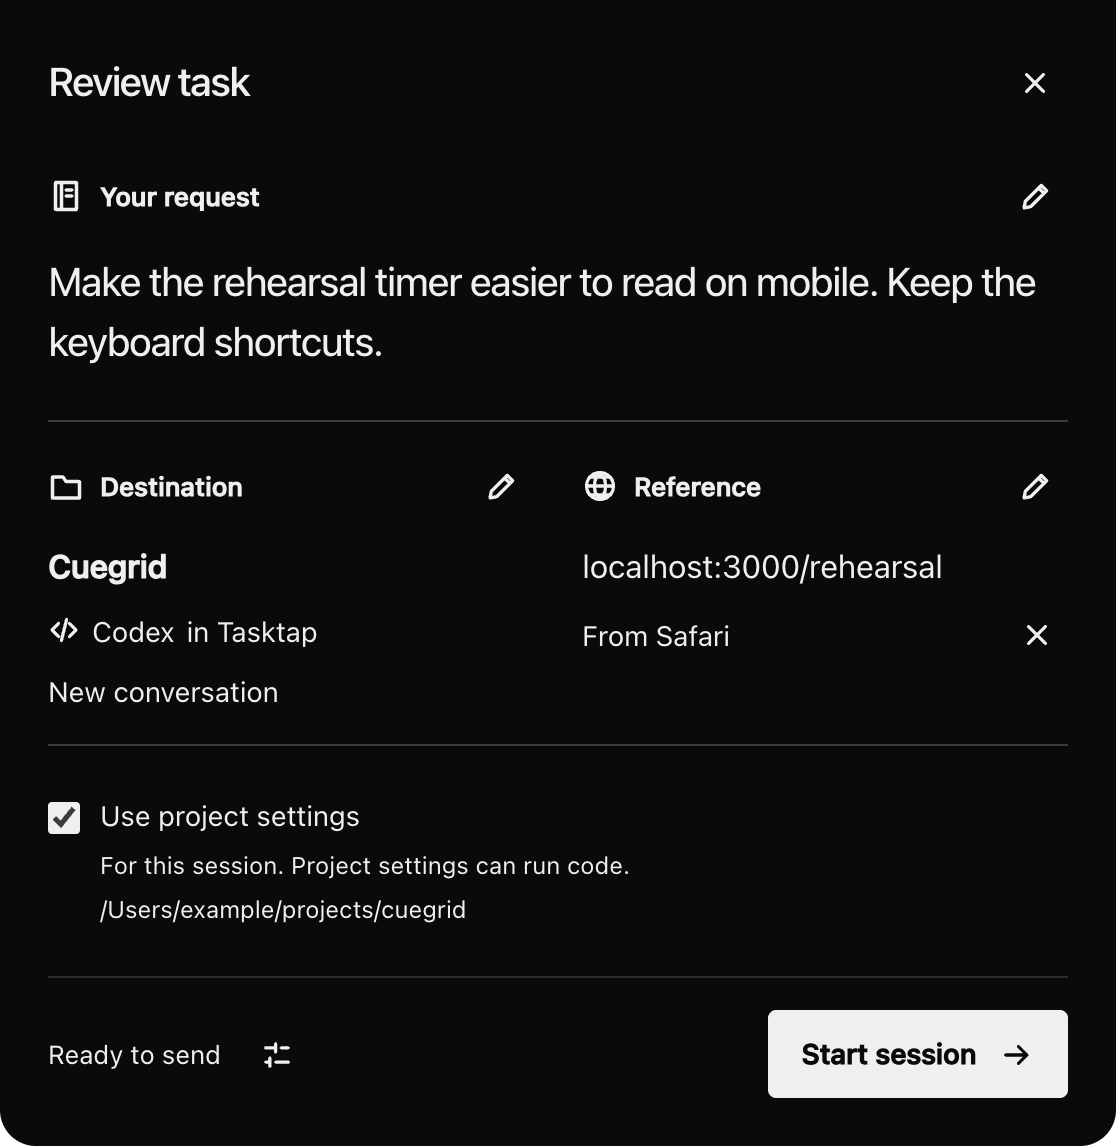 Review task
Your request
Make the rehearsal timer easier to read on mobile. Keep the
keyboard shortcuts.
Destination
Cuegrid
Codex in Tasktap
New conversation
Reference
localhost:3000/rehearsal
From Safari
Use project settings
For this session. Project settings can run code.
/Users/example/projects/cuegrid
Ready to send
Start session